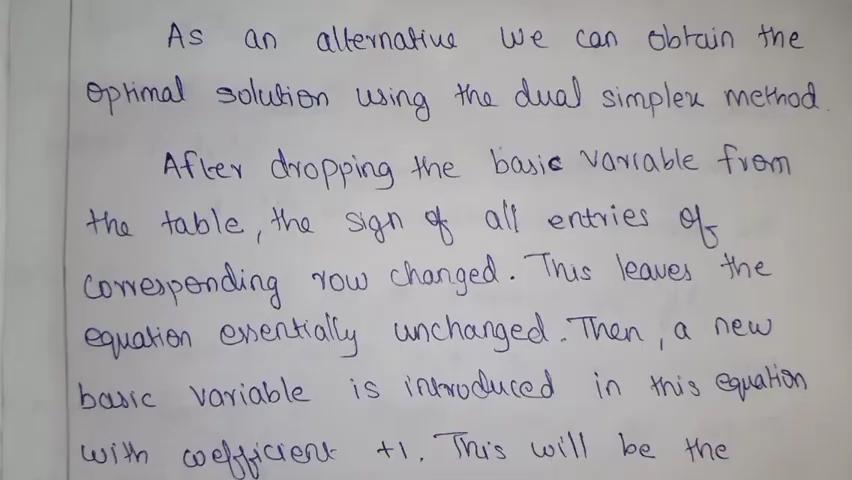 As an alternative we can obtain the
optimal solution using the dual simplex method.
After dropping the basic variable from
the table, the sign of all entries of
corresponding row changed. This leaves the
equation essentially unchanged. Then, a new
basic variable is introduced in this equation
with coefficient +1. This will be the